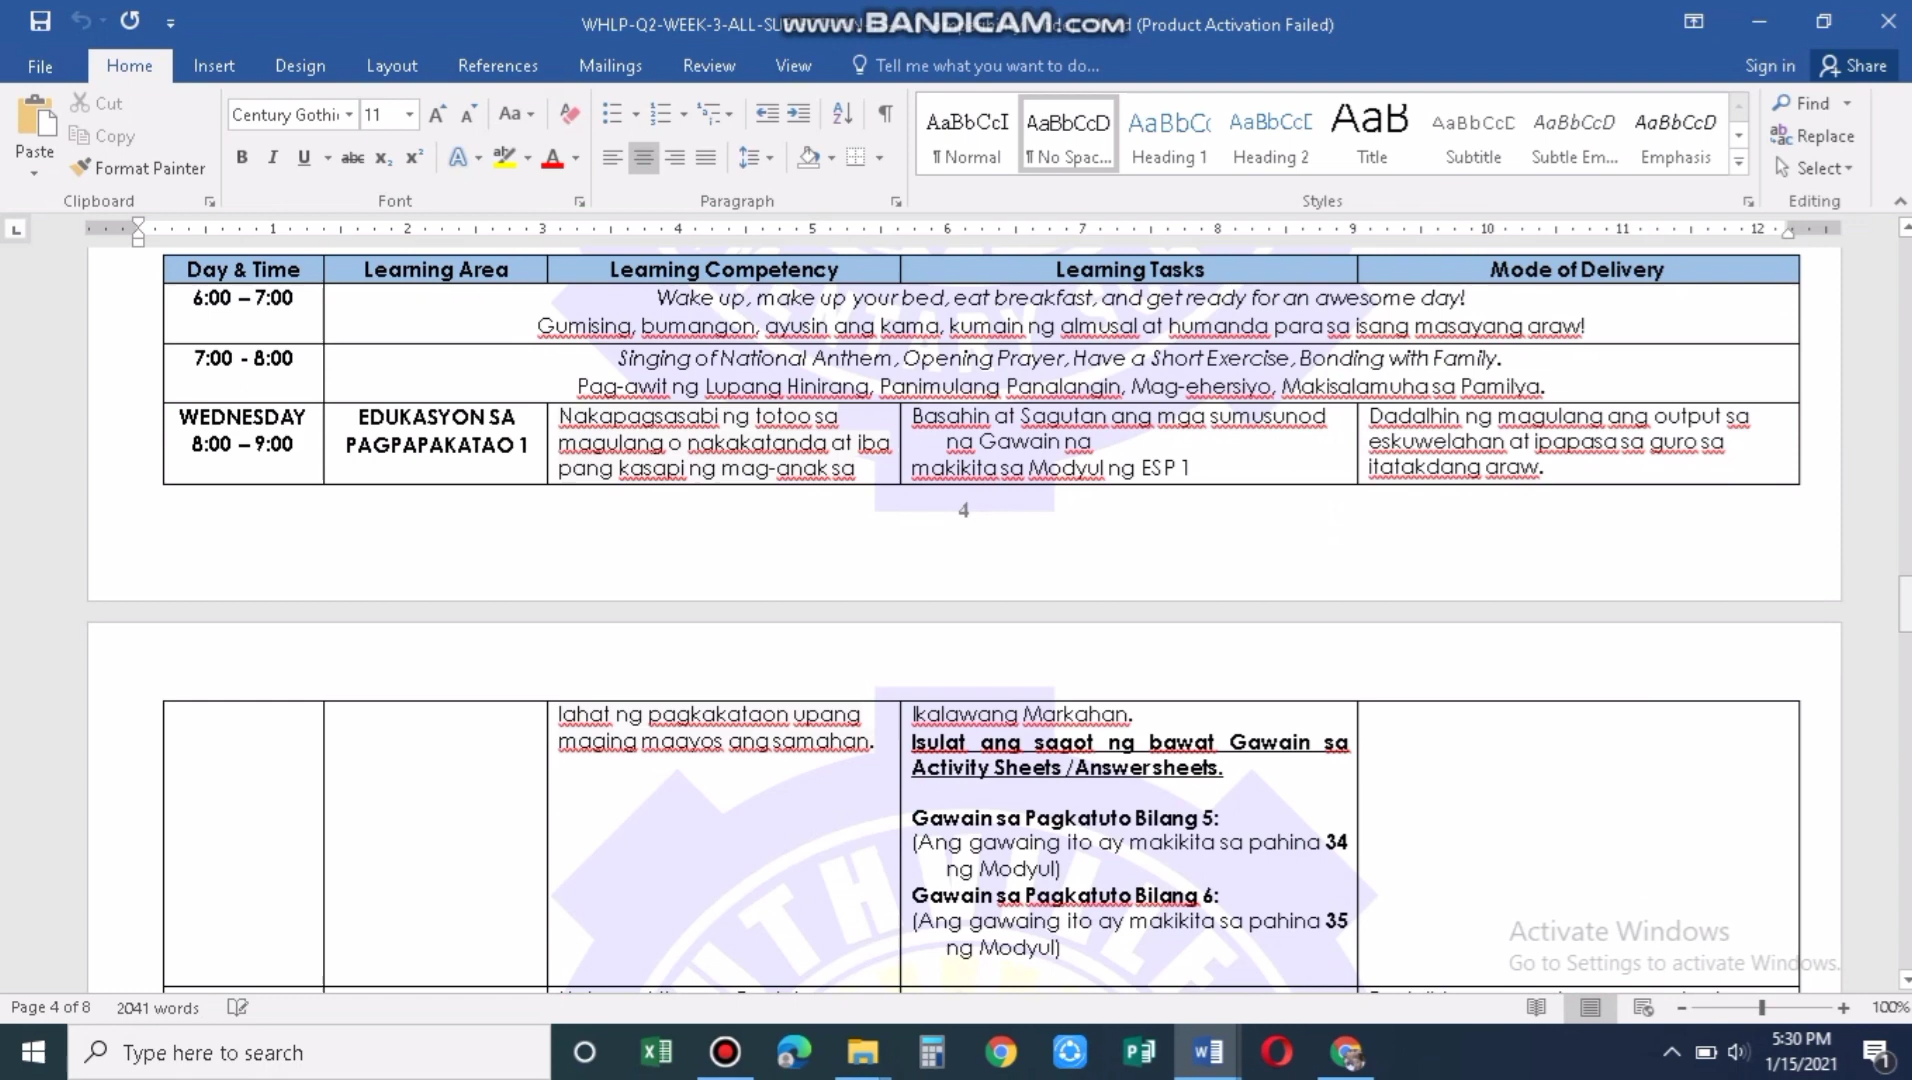 WHLP-Q2-WEEK-3-ALL-SU
www.BANDICAM.com
(Product Activation Failed)
File
Home
Insert
Design
Layout
References
Mailings
Review
View
Tell me what you want to do...
Sign in
Share
Paste
Cut
Copy
Format Painter
Clipboard
Century Gothi
11
Font
Paragraph
AaBbCcI
¶ Normal
AaBbCcD
¶ No Spac...
AaBbC(
Heading 1
AaBbCcE
Heading 2
AaB
Title
AaBbCcD
Subtitle
AaBbCcD
Subtle Em...
AaBbCcD
Emphasis
Styles
Find
Replace
Select
Editing
1 2 3 4 5 6 7 8 9 10 11 12
Day & Time Learning Area Learning Competency Learning Tasks Mode of Delivery
6:00 – 7:00
Wake up, make up your bed, eat breakfast, and get ready for an awesome day!
Gumising, bumangon, ayusin ang kama, kumain ng almusal at humanda para sa isang masayang araw!
7:00 - 8:00
Singing of National Anthem, Opening Prayer, Have a Short Exercise, Bonding with Family.
Pag-awit ng Lupang Hinirang, Panimulang Panalangin, Mag-ehersiyo, Makisalamuha sa Pamilya.
WEDNESDAY
8:00 – 9:00
EDUKASYON SA
PAGPAPAKATAO 1
Nakapagsasabi ng totoo sa
magulang o nakakatanda at iba
pang kasapi ng mag-anak sa
Basahin at Sagutan ang mga sumusunod
na Gawain na
makikita sa Modyul ng ESP 1
Dadalhin ng magulang ang output sa
eskuwelahan at ipapasa sa guro sa
itatakdang araw.
4
lahat ng pagkakataon upang
maging maayos ang samahan.
Ikalawang Markahan.
Isulat ang sagot ng bawat Gawain sa
Activity Sheets /Answersheets.
Gawain sa Pagkatuto Bilang 5:
(Ang gawaing ito ay makikita sa pahina 34
ng Modyul)
Gawain sa Pagkatuto Bilang 6:
(Ang gawaing ito ay makikita sa pahina 35
ng Modyul)
Activate Windows
Go to Settings to activate Windows.
Page 4 of 8
2041 words
100%
Type here to search
5:30 PM
1/15/2021